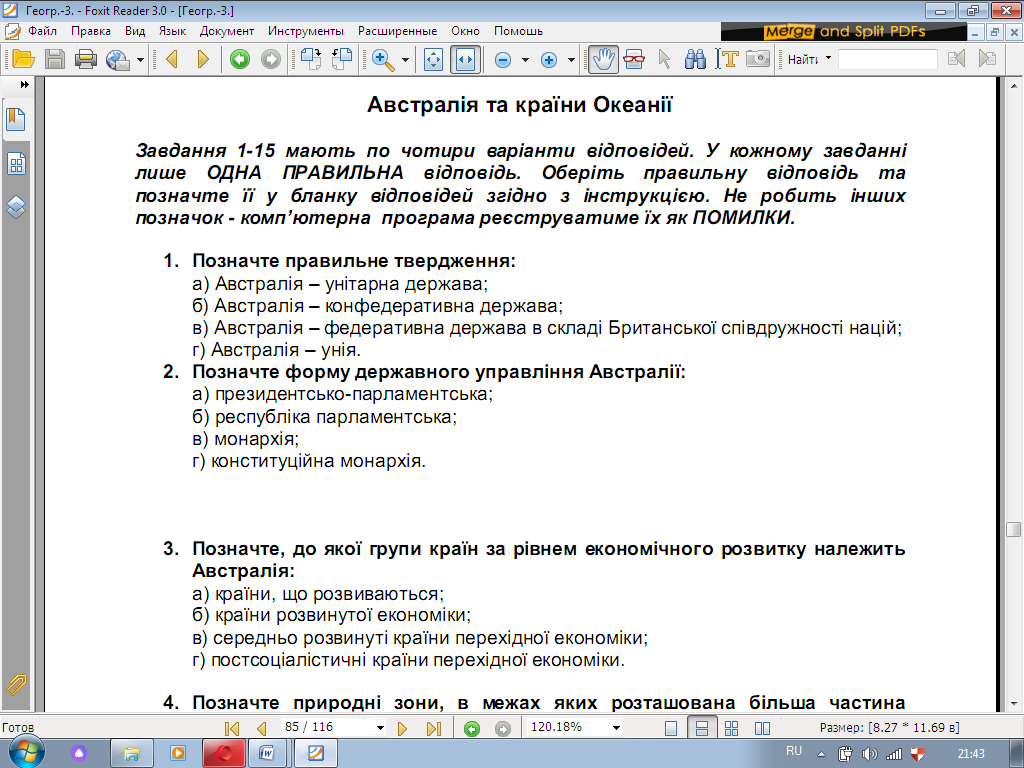 Геогр.-3. - Foxit Reader 3.0 - [Геогр.-3.]
Файл Правка Вид Язык Документ Инструменты Расширенные Окно Помошь
Merge and Split PDFs
Найти
Австралія та країни Океанії
Завдання 1-15 мають по чотири варіанти відповідей. У кожному завданні
лише ОДНА ПРАВИЛЬНА відповідь. Оберіть правильну відповідь та
позначте її у бланку відповідей згідно з інструкцією. Не робить інших
позначок - комп’ютерна програма реєструватиме їх як ПОМИЛКИ.
1. Позначте правильне твердження:
а) Австралія – унітарна держава;
б) Австралія – конфедеративна держава;
в) Австралія – федеративна держава в складі Британської співдружності націй;
г) Австралія – унія.
2. Позначте форму державного управління Австралії:
а) президентсько-парламентська;
б) республіка парламентська;
в) монархія;
г) конституційна монархія.
3. Позначте, до якої групи країн за рівнем економічного розвитку належить
Австралія:
а) країни, що розвиваються;
б) країни розвинутої економіки;
в) середньо розвинуті країни перехідної економіки;
г) постсоціалістичні країни перехідної економіки.
4. Позначте природні зони, в межах яких розташована більша частина
Готов 85 / 116 120.18% Размер: [8.27 * 11.69 в]
RU 21:43